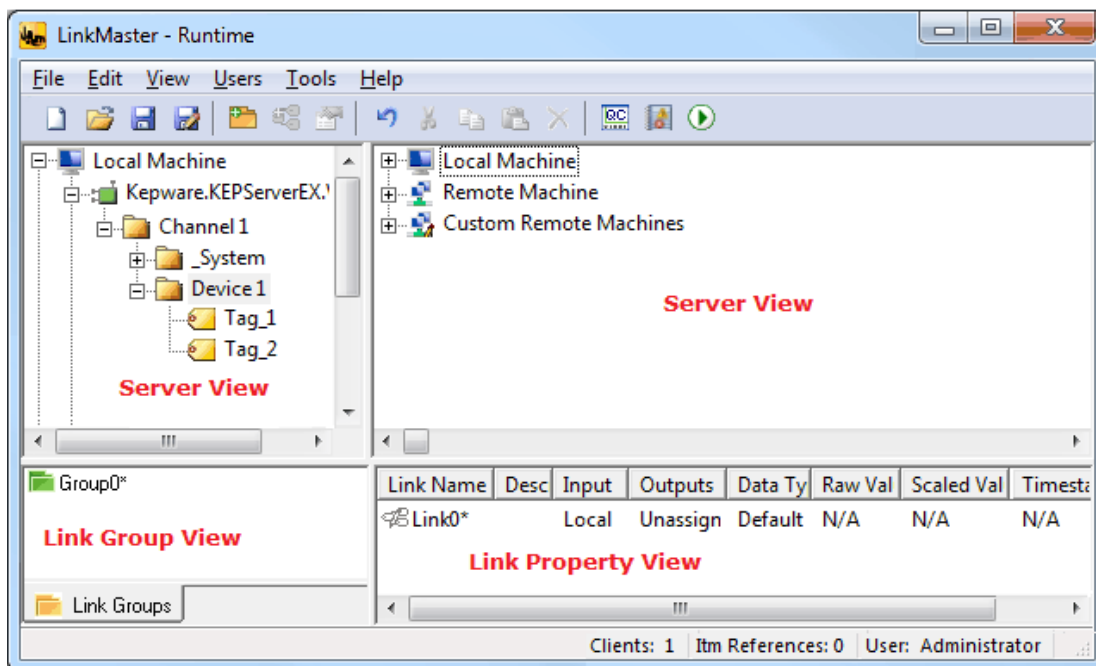 LinkMaster - Runtime
File Edit View Users Tools Help
Local Machine
Kepware.KEPServerEX.
Channel 1
_System
Device 1
Tag_1
Tag_2
Server View
Local Machine
Remote Machine
Custom Remote Machines
Server View
Group0*
Link Group View
Link Groups
Link Name Desc Input Outputs Data Ty Raw Val Scaled Val Timesta
Link0* Local Unassign Default N/A N/A N/A
Link Property View
Clients: 1 Itm References: 0 User: Administrator